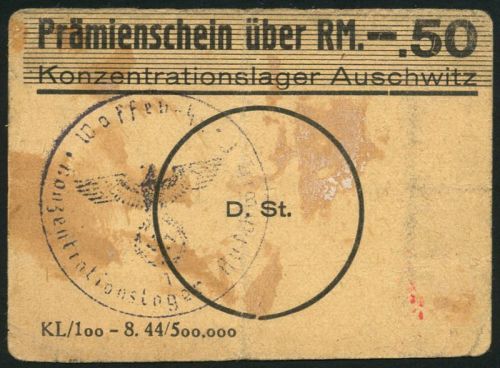 Prämienschein über RM.-.50
Konzentrationslager Auschwitz
Waffen-
Konzentrationslager
D. St.
KL/100 - 8. 44/500,000